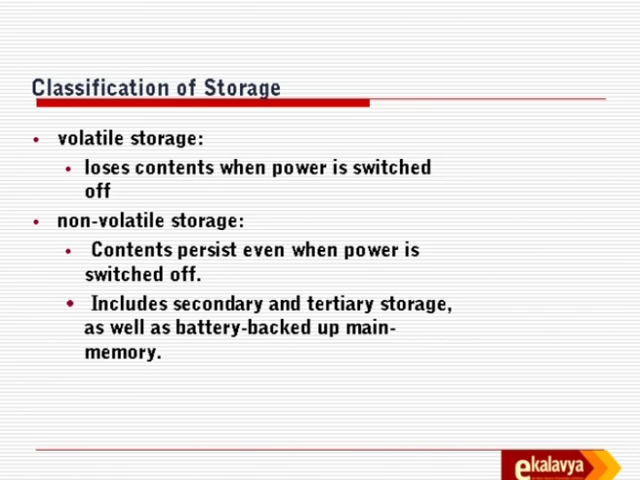 Classification of Storage
• volatile storage:
• loses contents when power is switched
off
• non-volatile storage:
• Contents persist even when power is
switched off.
• Includes secondary and tertiary storage,
as well as battery-backed up main-
memory.
ekalavya